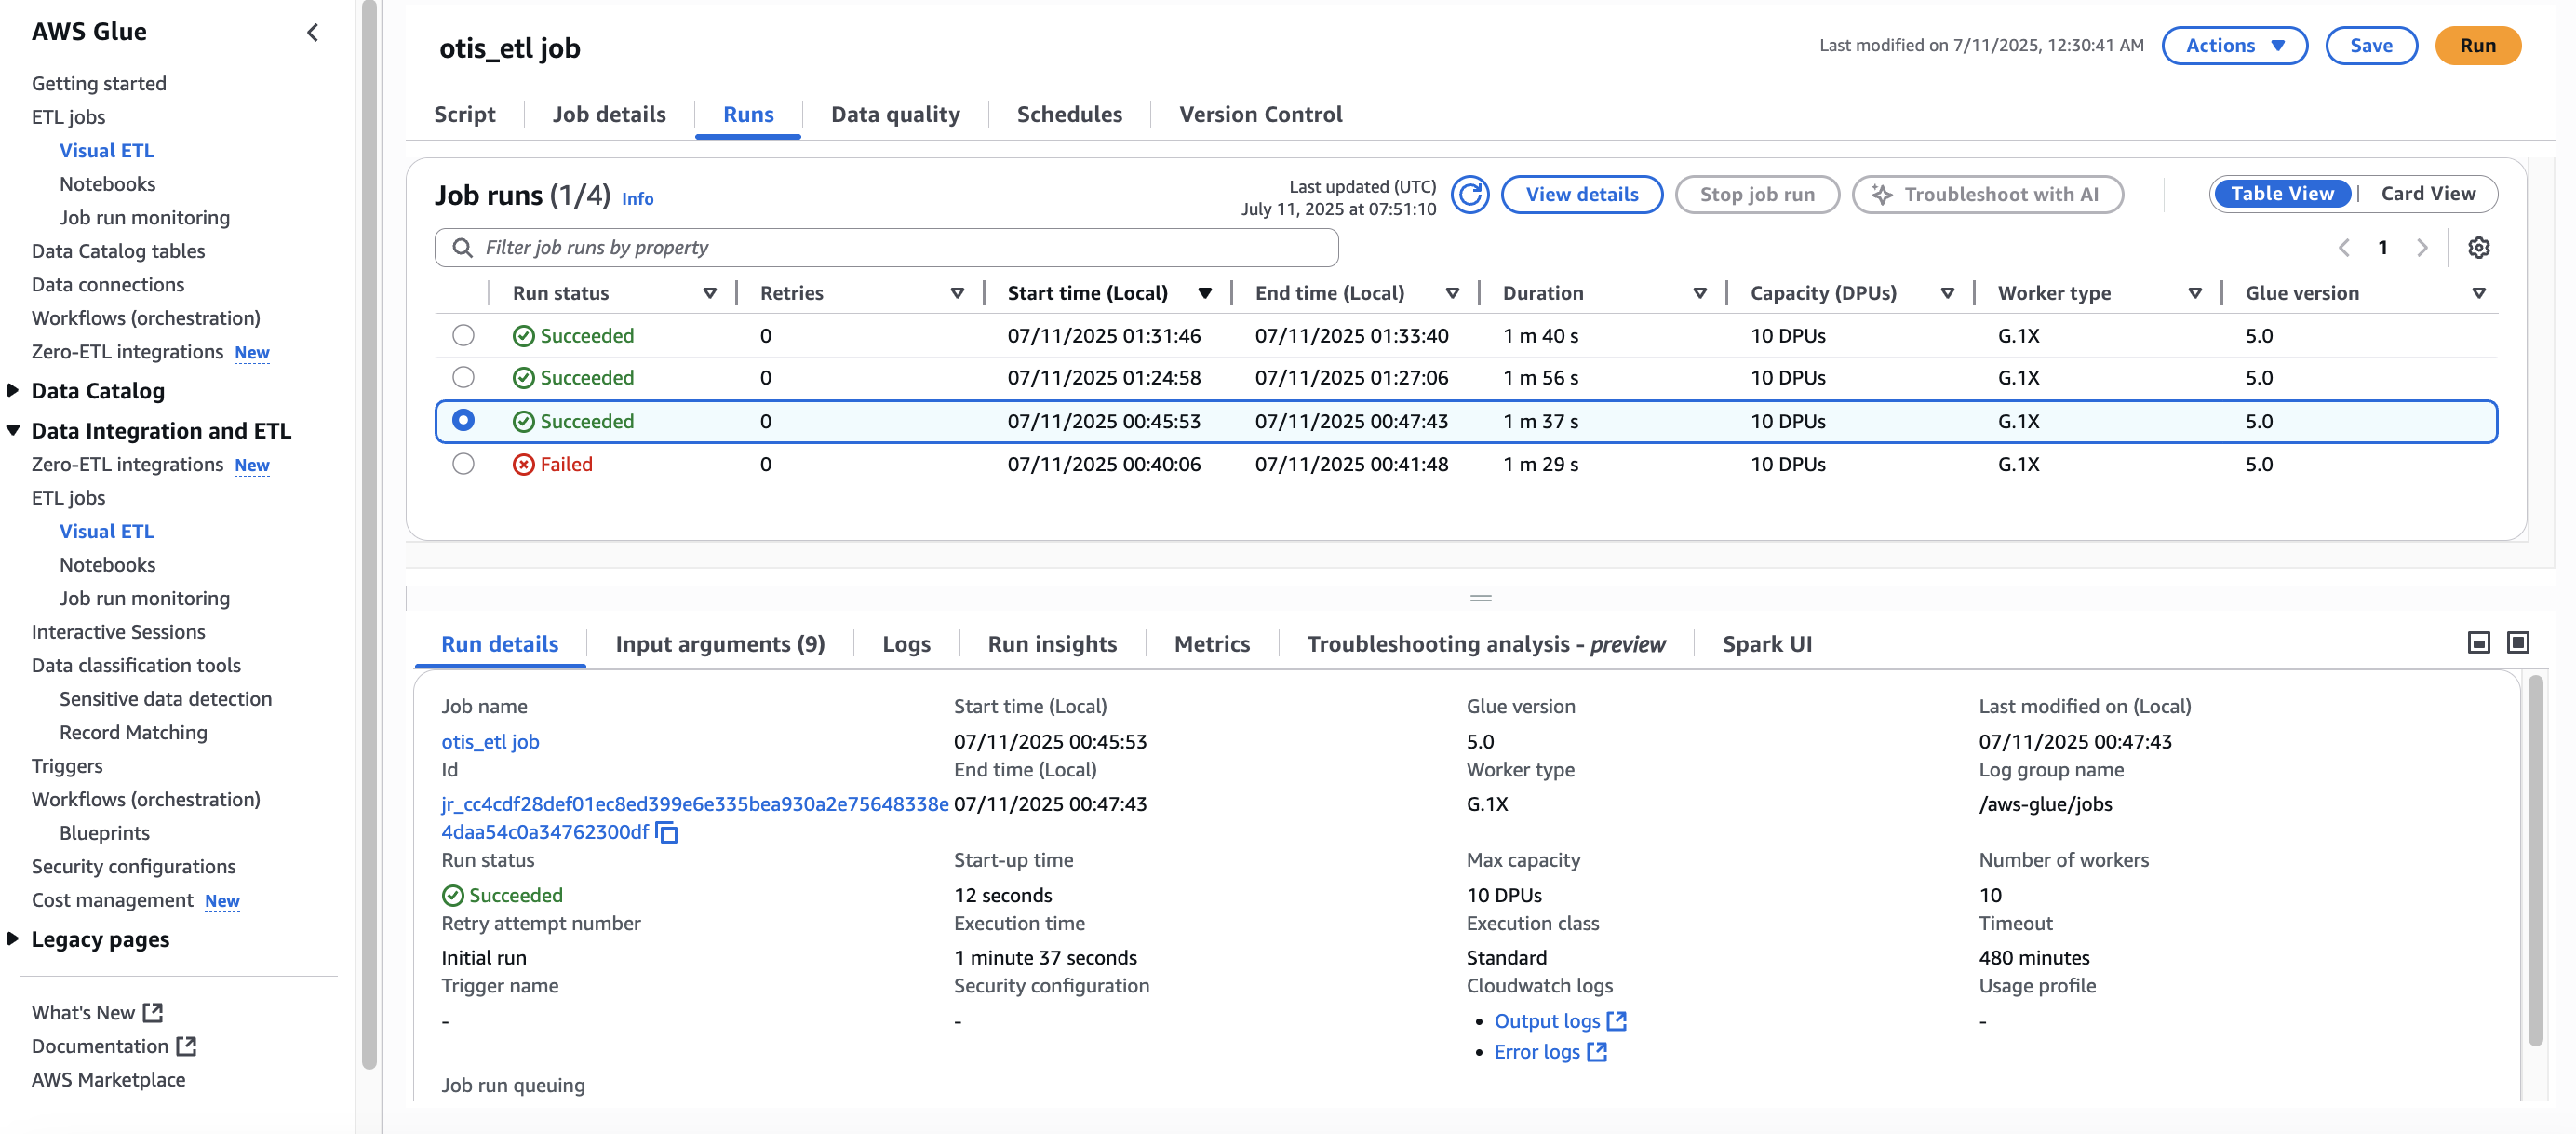 AWS Glue
Getting started
ETL jobs
Visual ETL
Notebooks
Job run monitoring
Data Catalog tables
Data connections
Workflows (orchestration)
Zero-ETL integrations New
Data Catalog
Data Integration and ETL
Zero-ETL integrations New
ETL jobs
Visual ETL
Notebooks
Job run monitoring
Interactive Sessions
Data classification tools
Sensitive data detection
Record Matching
Triggers
Workflows (orchestration)
Blueprints
Security configurations
Cost management New
Legacy pages
What's New
Documentation
AWS Marketplace
otis_etl job
Last modified on 7/11/2025, 12:30:41 AM Actions Save Run
Script Job details Runs Data quality Schedules Version Control
Job runs (1/4) Info
Last updated (UTC)
July 11, 2025 at 07:51:10
View details Stop job run Troubleshoot with AI Table View Card View
Filter job runs by property
1
Run status Retries Start time (Local) End time (Local) Duration Capacity (DPUs) Worker type Glue version
Succeeded 0 07/11/2025 01:31:46 07/11/2025 01:33:40 1 m 40 s 10 DPUs G.1X 5.0
Succeeded 0 07/11/2025 01:24:58 07/11/2025 01:27:06 1 m 56 s 10 DPUs G.1X 5.0
Succeeded 0 07/11/2025 00:45:53 07/11/2025 00:47:43 1 m 37 s 10 DPUs G.1X 5.0
Failed 0 07/11/2025 00:40:06 07/11/2025 00:41:48 1 m 29 s 10 DPUs G.1X 5.0
Run details Input arguments (9) Logs Run insights Metrics Troubleshooting analysis - preview Spark UI
Job name Start time (Local) Glue version Last modified on (Local)
otis_etl job 07/11/2025 00:45:53 5.0 07/11/2025 00:47:43
Id End time (Local) Worker type Log group name
jr_cc4cdf28def01ec8ed399e6e335bea930a2e75648338e 07/11/2025 00:47:43 G.1X /aws-glue/jobs
4daa54c0a34762300df
Run status Start-up time Max capacity Number of workers
Succeeded 12 seconds 10 DPUs 10
Retry attempt number Execution time Execution class Timeout
Initial run 1 minute 37 seconds Standard 480 minutes
Trigger name Security configuration Cloudwatch logs Usage profile
- - • Output logs -
• Error logs
Job run queuing